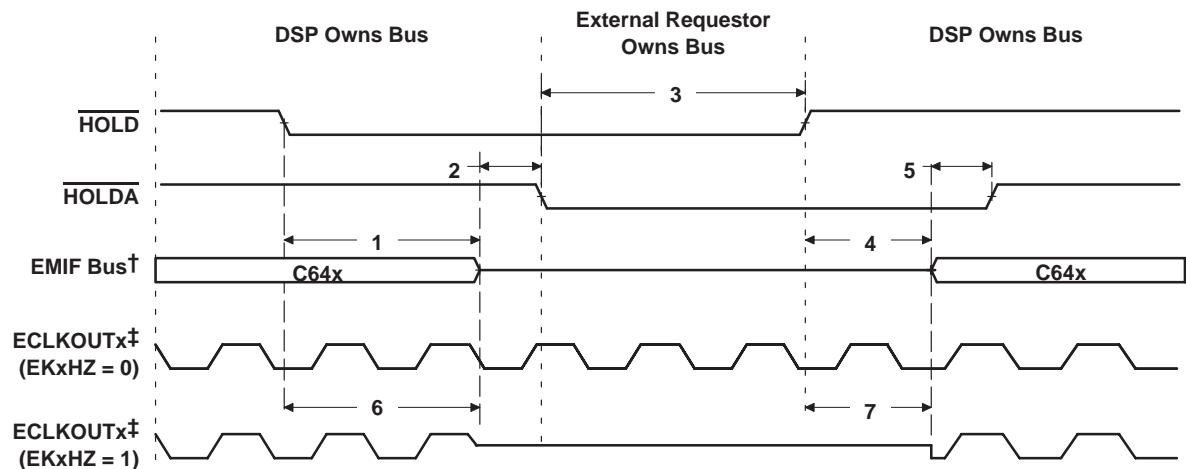 DSP Owns Bus
External Requestor
Owns Bus
DSP Owns Bus
3
HOLD
2
5
HOLDA
1
4
EMIF Bus†
C64x
C64x
ECLKOUTx‡
(EKxHZ = 0)
6
7
ECLKOUTx‡
(EKxHZ = 1)